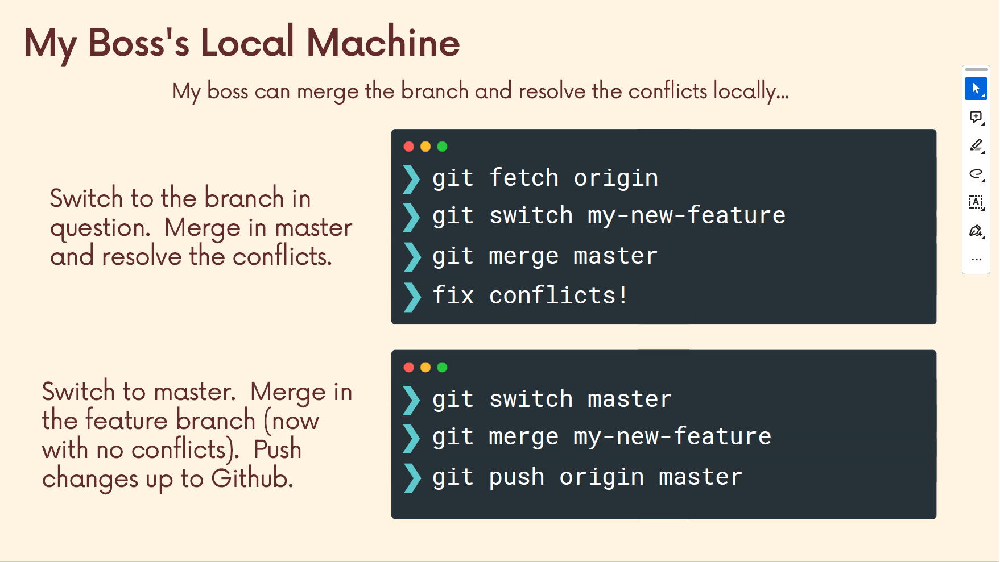 My Boss's Local Machine
My boss can merge the branch and resolve the conflicts locally...
Switch to the branch in
question.  Merge in master
and resolve the conflicts.
❯ git fetch origin
❯ git switch my-new-feature
❯ git merge master
❯ fix conflicts!
Switch to master.  Merge in
the feature branch (now
with no conflicts).  Push
changes up to Github.
❯ git switch master
❯ git merge my-new-feature
❯ git push origin master
A